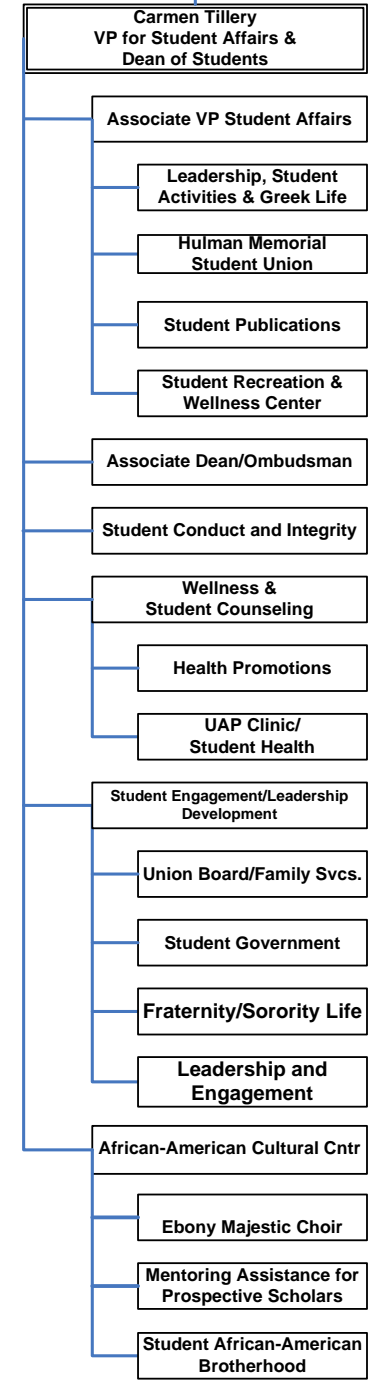 Carmen Tillery
VP for Student Affairs &
Dean of Students
Associate VP Student Affairs
Leadership, Student
Activities & Greek Life
Hulman Memorial
Student Union
Student Publications
Student Recreation &
Wellness Center
Associate Dean/Ombudsman
Student Conduct and Integrity
Wellness &
Student Counseling
Health Promotions
UAP Clinic/
Student Health
Student Engagement/Leadership
Development
Union Board/Family Svcs.
Student Government
Fraternity/Sorority Life
Leadership and
Engagement
African-American Cultural Cntr
Ebony Majestic Choir
Mentoring Assistance for
Prospective Scholars
Student African-American
Brotherhood